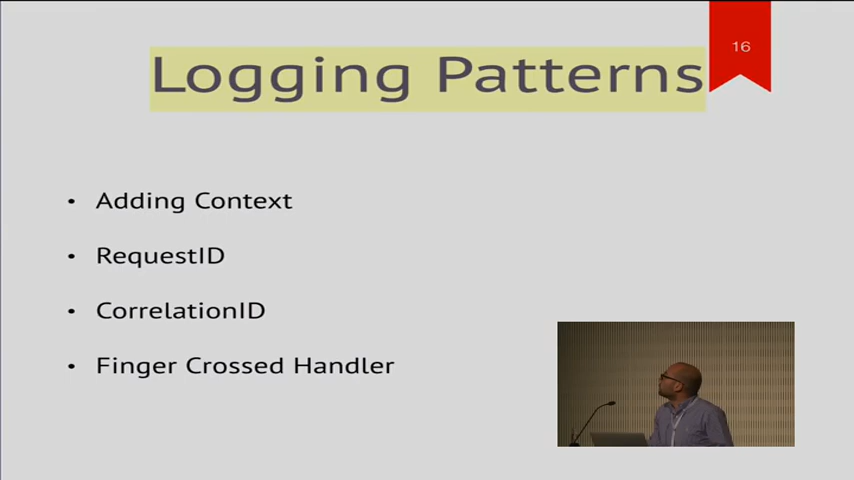 16
Logging Patterns
• Adding Context
• RequestID
• CorrelationID
• Finger Crossed Handler